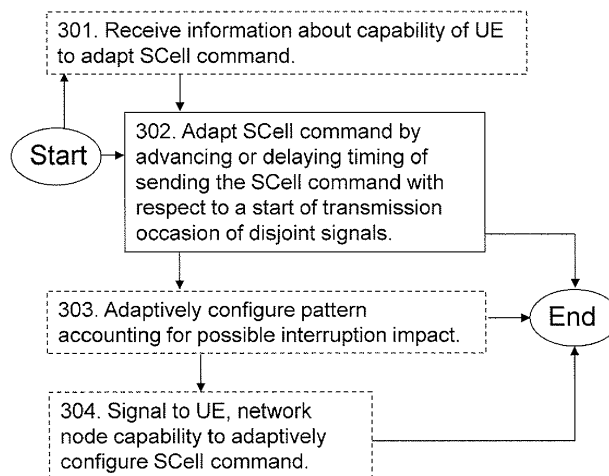 301. Receive information about capability of UE
to adapt SCell command.
Start
302. Adapt SCell command by
advancing or delaying timing of
sending the SCell command with
respect to a start of transmission
occasion of disjoint signals.
303. Adaptively configure pattern
accounting for possible interruption impact.
End
304. Signal to UE, network
node capability to adaptively
configure SCell command.